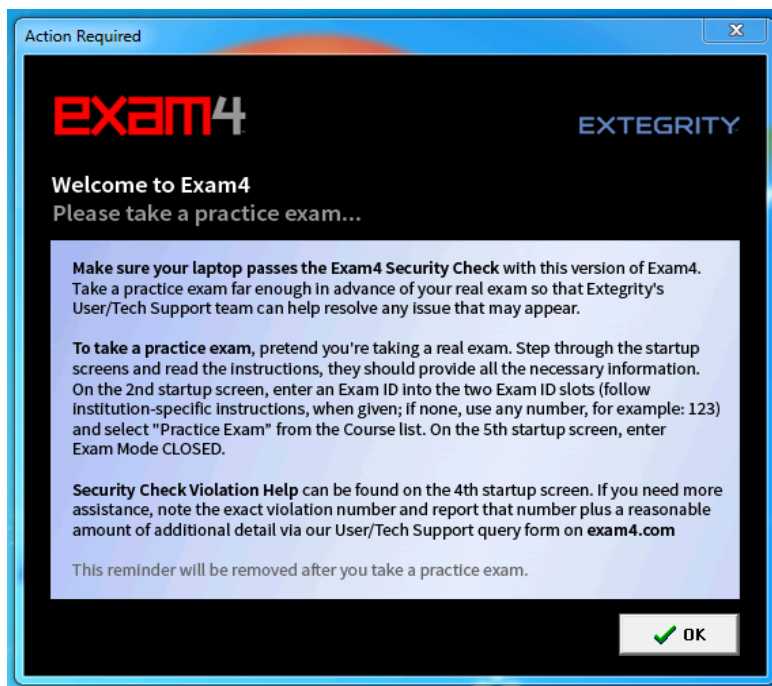 Action Required
exam4
EXTEGRITY
Welcome to Exam4
Please take a practice exam...
Make sure your laptop passes the Exam4 Security Check with this version of Exam4.
Take a practice exam far enough in advance of your real exam so that Extegrity's
User/Tech Support team can help resolve any issue that may appear.
To take a practice exam, pretend you're taking a real exam. Step through the startup
screens and read the instructions, they should provide all the necessary information.
On the 2nd startup screen, enter an Exam ID into the two Exam ID slots (follow
institution-specific instructions, when given; if none, use any number, for example: 123)
and select "Practice Exam" from the Course list. On the 5th startup screen, enter
Exam Mode CLOSED.
Security Check Violation Help can be found on the 4th startup screen. If you need more
assistance, note the exact violation number and report that number plus a reasonable
amount of additional detail via our User/Tech Support query form on exam4.com
This reminder will be removed after you take a practice exam.
OK